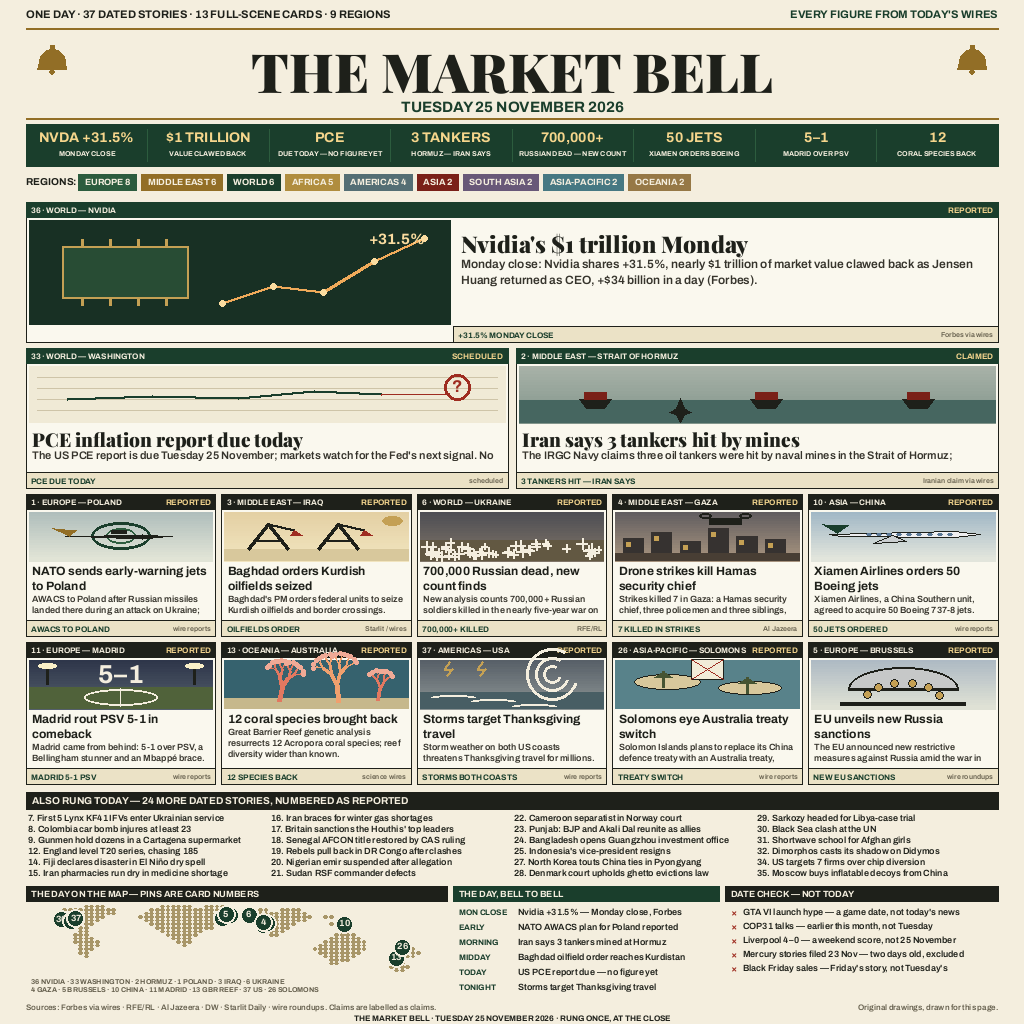 ONE DAY · 37 DATED STORIES · 13 FULL-SCENE CARDS · 9 REGIONS
EVERY FIGURE FROM TODAY'S WIRES
THE MARKET BELL
TUESDAY 25 NOVEMBER 2026
NVDA +31.5%
MONDAY CLOSE
$1 TRILLION
VALUE CLAWED BACK
PCE
DUE TODAY — NO FIGURE YET
3 TANKERS
HORMUZ — IRAN SAYS
700,000+
RUSSIAN DEAD — NEW COUNT
50 JETS
XIAMEN ORDERS BOEING
5–1
MADRID OVER PSV
12
CORAL SPECIES BACK
REGIONS:
EUROPE 8
MIDDLE EAST 6
WORLD 6
AFRICA 5
AMERICAS 4
ASIA 2
SOUTH ASIA 2
ASIA-PACIFIC 2
OCEANIA 2
36 · WORLD — NVIDIA
REPORTED
+31.5%
Nvidia's $1 trillion Monday
Monday close: Nvidia shares +31.5%, nearly $1 trillion of market value clawed back as Jensen
Huang returned as CEO, +$34 billion in a day (Forbes).
+31.5% MONDAY CLOSE
Forbes via wires
33 · WORLD — WASHINGTON
SCHEDULED
?
PCE inflation report due today
The US PCE report is due Tuesday 25 November; markets watch for the Fed's next signal. No
PCE DUE TODAY
scheduled
2 · MIDDLE EAST — STRAIT OF HORMUZ
CLAIMED
Iran says 3 tankers hit by mines
The IRGC Navy claims three oil tankers were hit by naval mines in the Strait of Hormuz;
3 TANKERS HIT — IRAN SAYS
Iranian claim via wires
1 · EUROPE — POLAND
REPORTED
NATO sends early-warning jets
to Poland
AWACS to Poland after Russian missiles
landed there during an attack on Ukraine;
AWACS TO POLAND
wire reports
3 · MIDDLE EAST — IRAQ
REPORTED
Baghdad orders Kurdish
oilfields seized
Baghdad's PM orders federal units to seize
Kurdish oilfields and border crossings.
OILFIELDS ORDER
Starlit / wires
6 · WORLD — UKRAINE
REPORTED
700,000 Russian dead, new
count finds
New analysis counts 700,000+ Russian
soldiers killed in the nearly five-year war on
700,000+ KILLED
RFE/RL
4 · MIDDLE EAST — GAZA
REPORTED
Drone strikes kill Hamas
security chief
Strikes killed 7 in Gaza: a Hamas security
chief, three policemen and three siblings,
7 KILLED IN STRIKES
Al Jazeera
10 · ASIA — CHINA
REPORTED
Xiamen Airlines orders 50
Boeing jets
Xiamen Airlines, a China Southern unit,
agreed to acquire 50 Boeing 737-8 jets.
50 JETS ORDERED
wire reports
11 · EUROPE — MADRID
REPORTED
5–1
Madrid rout PSV 5-1 in
comeback
Madrid came from behind: 5-1 over PSV, a
Bellingham stunner and an Mbappé brace.
MADRID 5-1 PSV
wire reports
13 · OCEANIA — AUSTRALIA
REPORTED
12 coral species brought back
Great Barrier Reef genetic analysis
resurrects 12 Acropora coral species; reef
diversity wider than known.
12 SPECIES BACK
science wires
37 · AMERICAS — USA
REPORTED
Storms target Thanksgiving
travel
Storm weather on both US coasts
threatens Thanksgiving travel for millions.
STORMS BOTH COASTS
wire reports
26 · ASIA-PACIFIC — SOLOMONS
REPORTED
Solomons eye Australia treaty
switch
Solomon Islands plans to replace its China
defence treaty with an Australia treaty,
TREATY SWITCH
wire reports
5 · EUROPE — BRUSSELS
REPORTED
EU unveils new Russia
sanctions
The EU announced new restrictive
measures against Russia amid the war in
NEW EU SANCTIONS
wire roundups
ALSO RUNG TODAY — 24 MORE DATED STORIES, NUMBERED AS REPORTED
7. First 5 Lynx KF41 IFVs enter Ukrainian service
8. Colombia car bomb injures at least 23
9. Gunmen hold dozens in a Cartagena supermarket
12. England level T20 series, chasing 185
14. Fiji declares disaster in El Niño dry spell
15. Iran pharmacies run dry in medicine shortage
16. Iran braces for winter gas shortages
17. Britain sanctions the Houthis' top leaders
18. Senegal AFCON title restored by CAS ruling
19. Rebels pull back in DR Congo after clashes
20. Nigerian emir suspended after allegation
21. Sudan RSF commander defects
22. Cameroon separatist in Norway court
23. Punjab: BJP and Akali Dal reunite as allies
24. Bangladesh opens Guangzhou investment office
25. Indonesia's vice-president resigns
27. North Korea touts China ties in Pyongyang
28. Denmark court upholds ghetto evictions law
29. Sarkozy headed for Libya-case trial
30. Black Sea clash at the UN
31. Shortwave school for Afghan girls
32. Dimorphos casts its shadow on Didymos
34. US targets 7 firms over chip diversion
35. Moscow buys inflatable decoys from China
THE DAY ON THE MAP — PINS ARE CARD NUMBERS
37
5
6
4
10
26
13
36 NVIDIA · 33 WASHINGTON · 2 HORMUZ · 1 POLAND · 3 IRAQ · 6 UKRAINE
4 GAZA · 5 BRUSSELS · 10 CHINA · 11 MADRID · 13 GBR REEF · 37 US · 26 SOLOMONS
THE DAY, BELL TO BELL
MON CLOSE Nvidia +31.5% — Monday close, Forbes
EARLY NATO AWACS plan for Poland reported
MORNING Iran says 3 tankers mined at Hormuz
MIDDAY Baghdad oilfield order reaches Kurdistan
TODAY US PCE report due — no figure yet
TONIGHT Storms target Thanksgiving travel
DATE CHECK — NOT TODAY
× GTA VI launch hype — a game date, not today's news
× COP31 talks — earlier this month, not Tuesday
× Liverpool 4–0 — a weekend score, not 25 November
× Mercury stories filed 23 Nov — two days old, excluded
× Black Friday sales — Friday's story, not Tuesday's
Sources: Forbes via wires · RFE/RL · Al Jazeera · DW · Starlit Daily · wire roundups. Claims are labelled as claims.
Original drawings, drawn for this page.
THE MARKET BELL · TUESDAY 25 NOVEMBER 2026 · RUNG ONCE, AT THE CLOSE